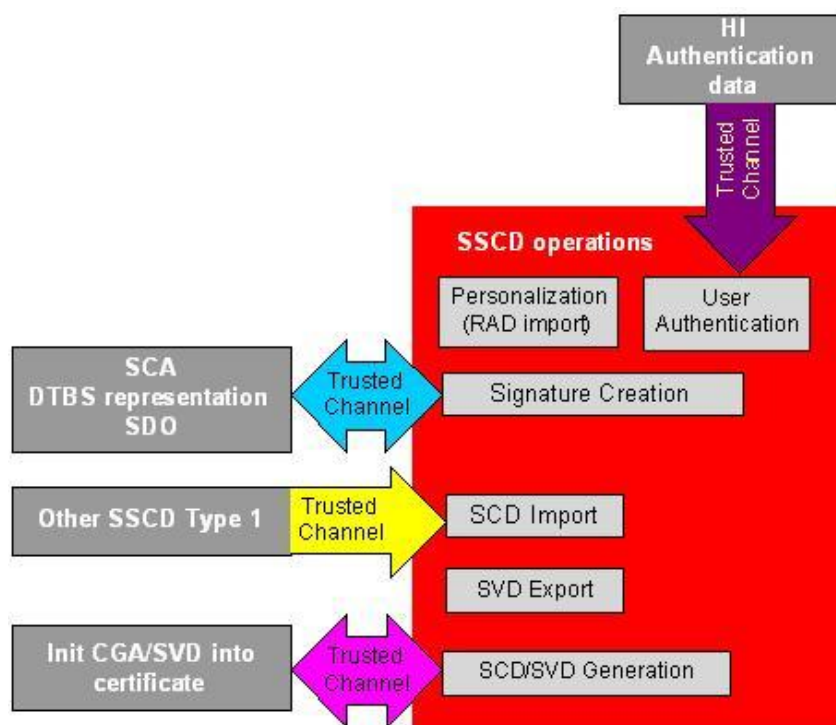 HI
Authentication
data
Trusted
Channel
SSCD operations
Personalization
(RAD import)
User
Authentication
SCA
DTBS representation
SDO
Trusted
Channel
Signature Creation
Other SSCD Type 1
Trusted
Channel
SCD Import
SVD Export
Init CGA/SVD into
certificate
Trusted
Channel
SCD/SVD Generation